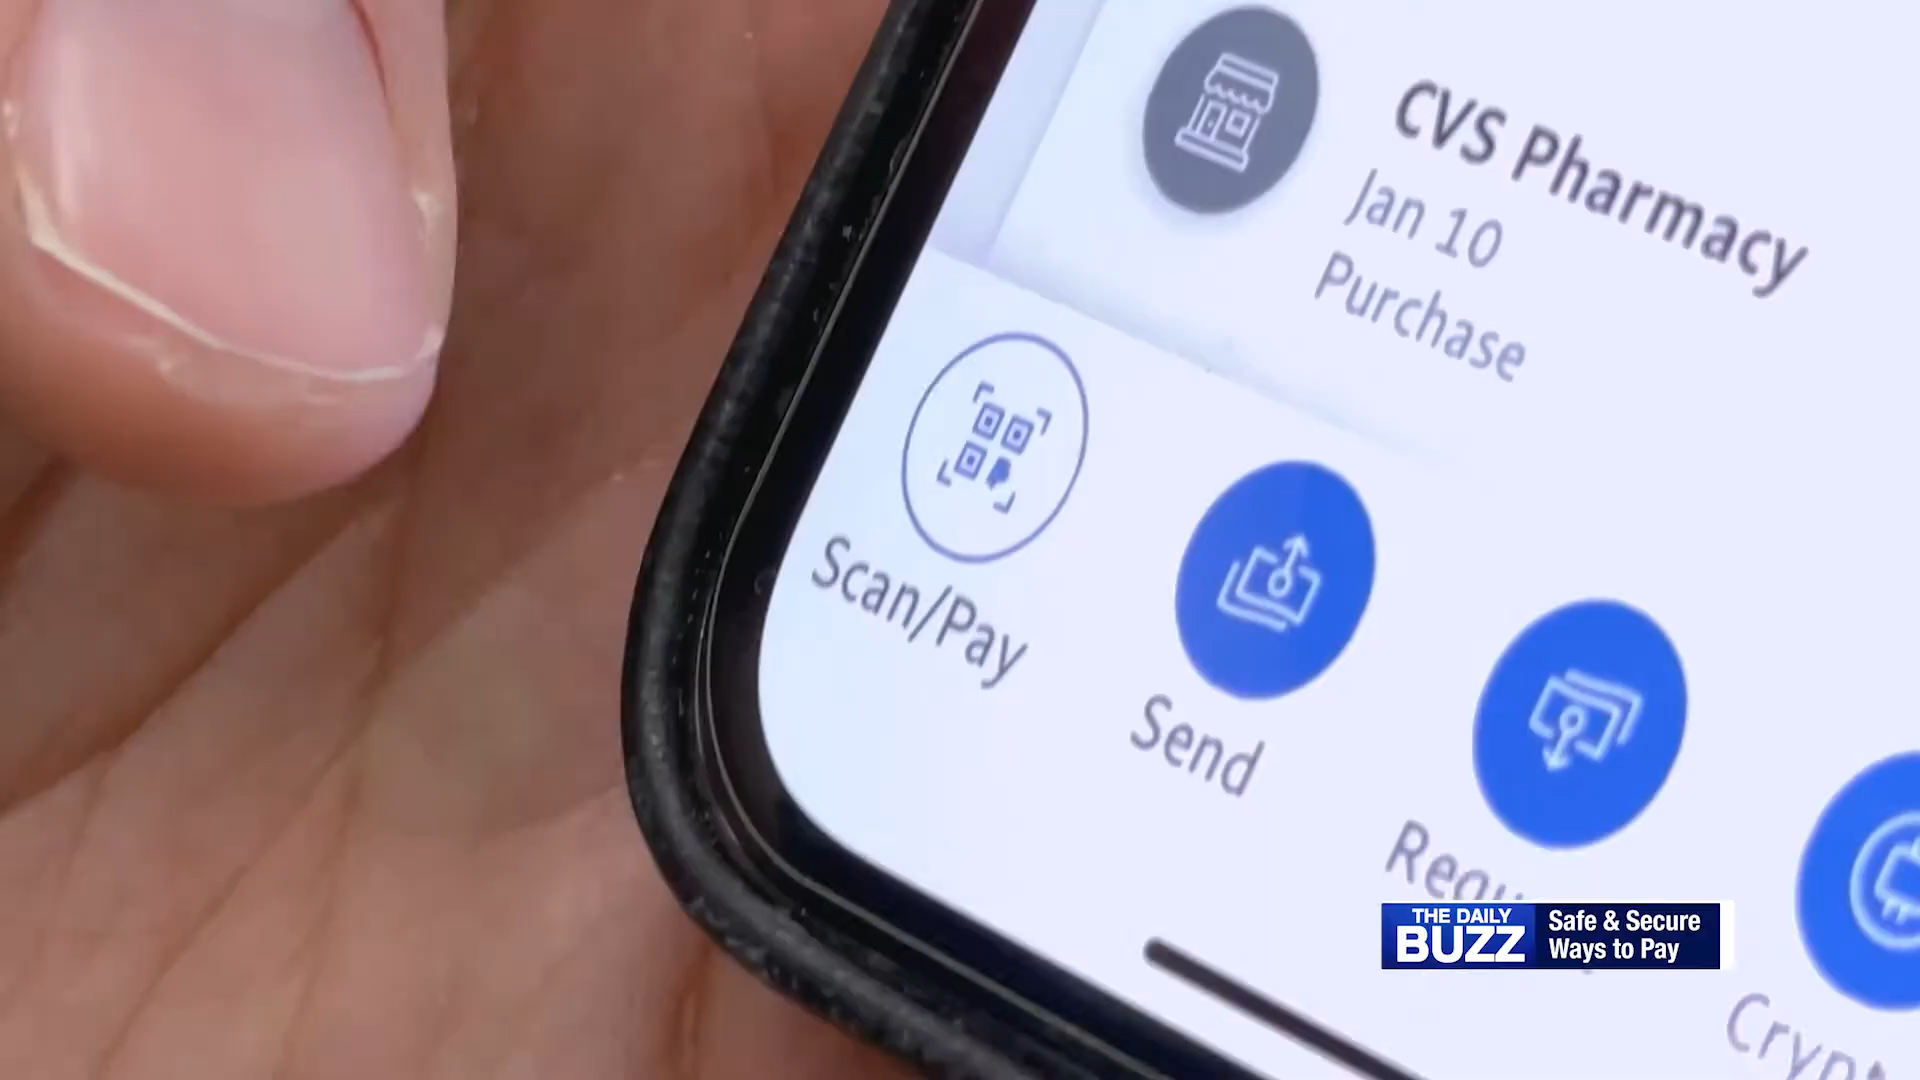 CVS Pharmacy
Jan 10
Purchase
Scan/Pay
Send
THE DAILY
BUZZ
Safe & Secure
Ways to Pay